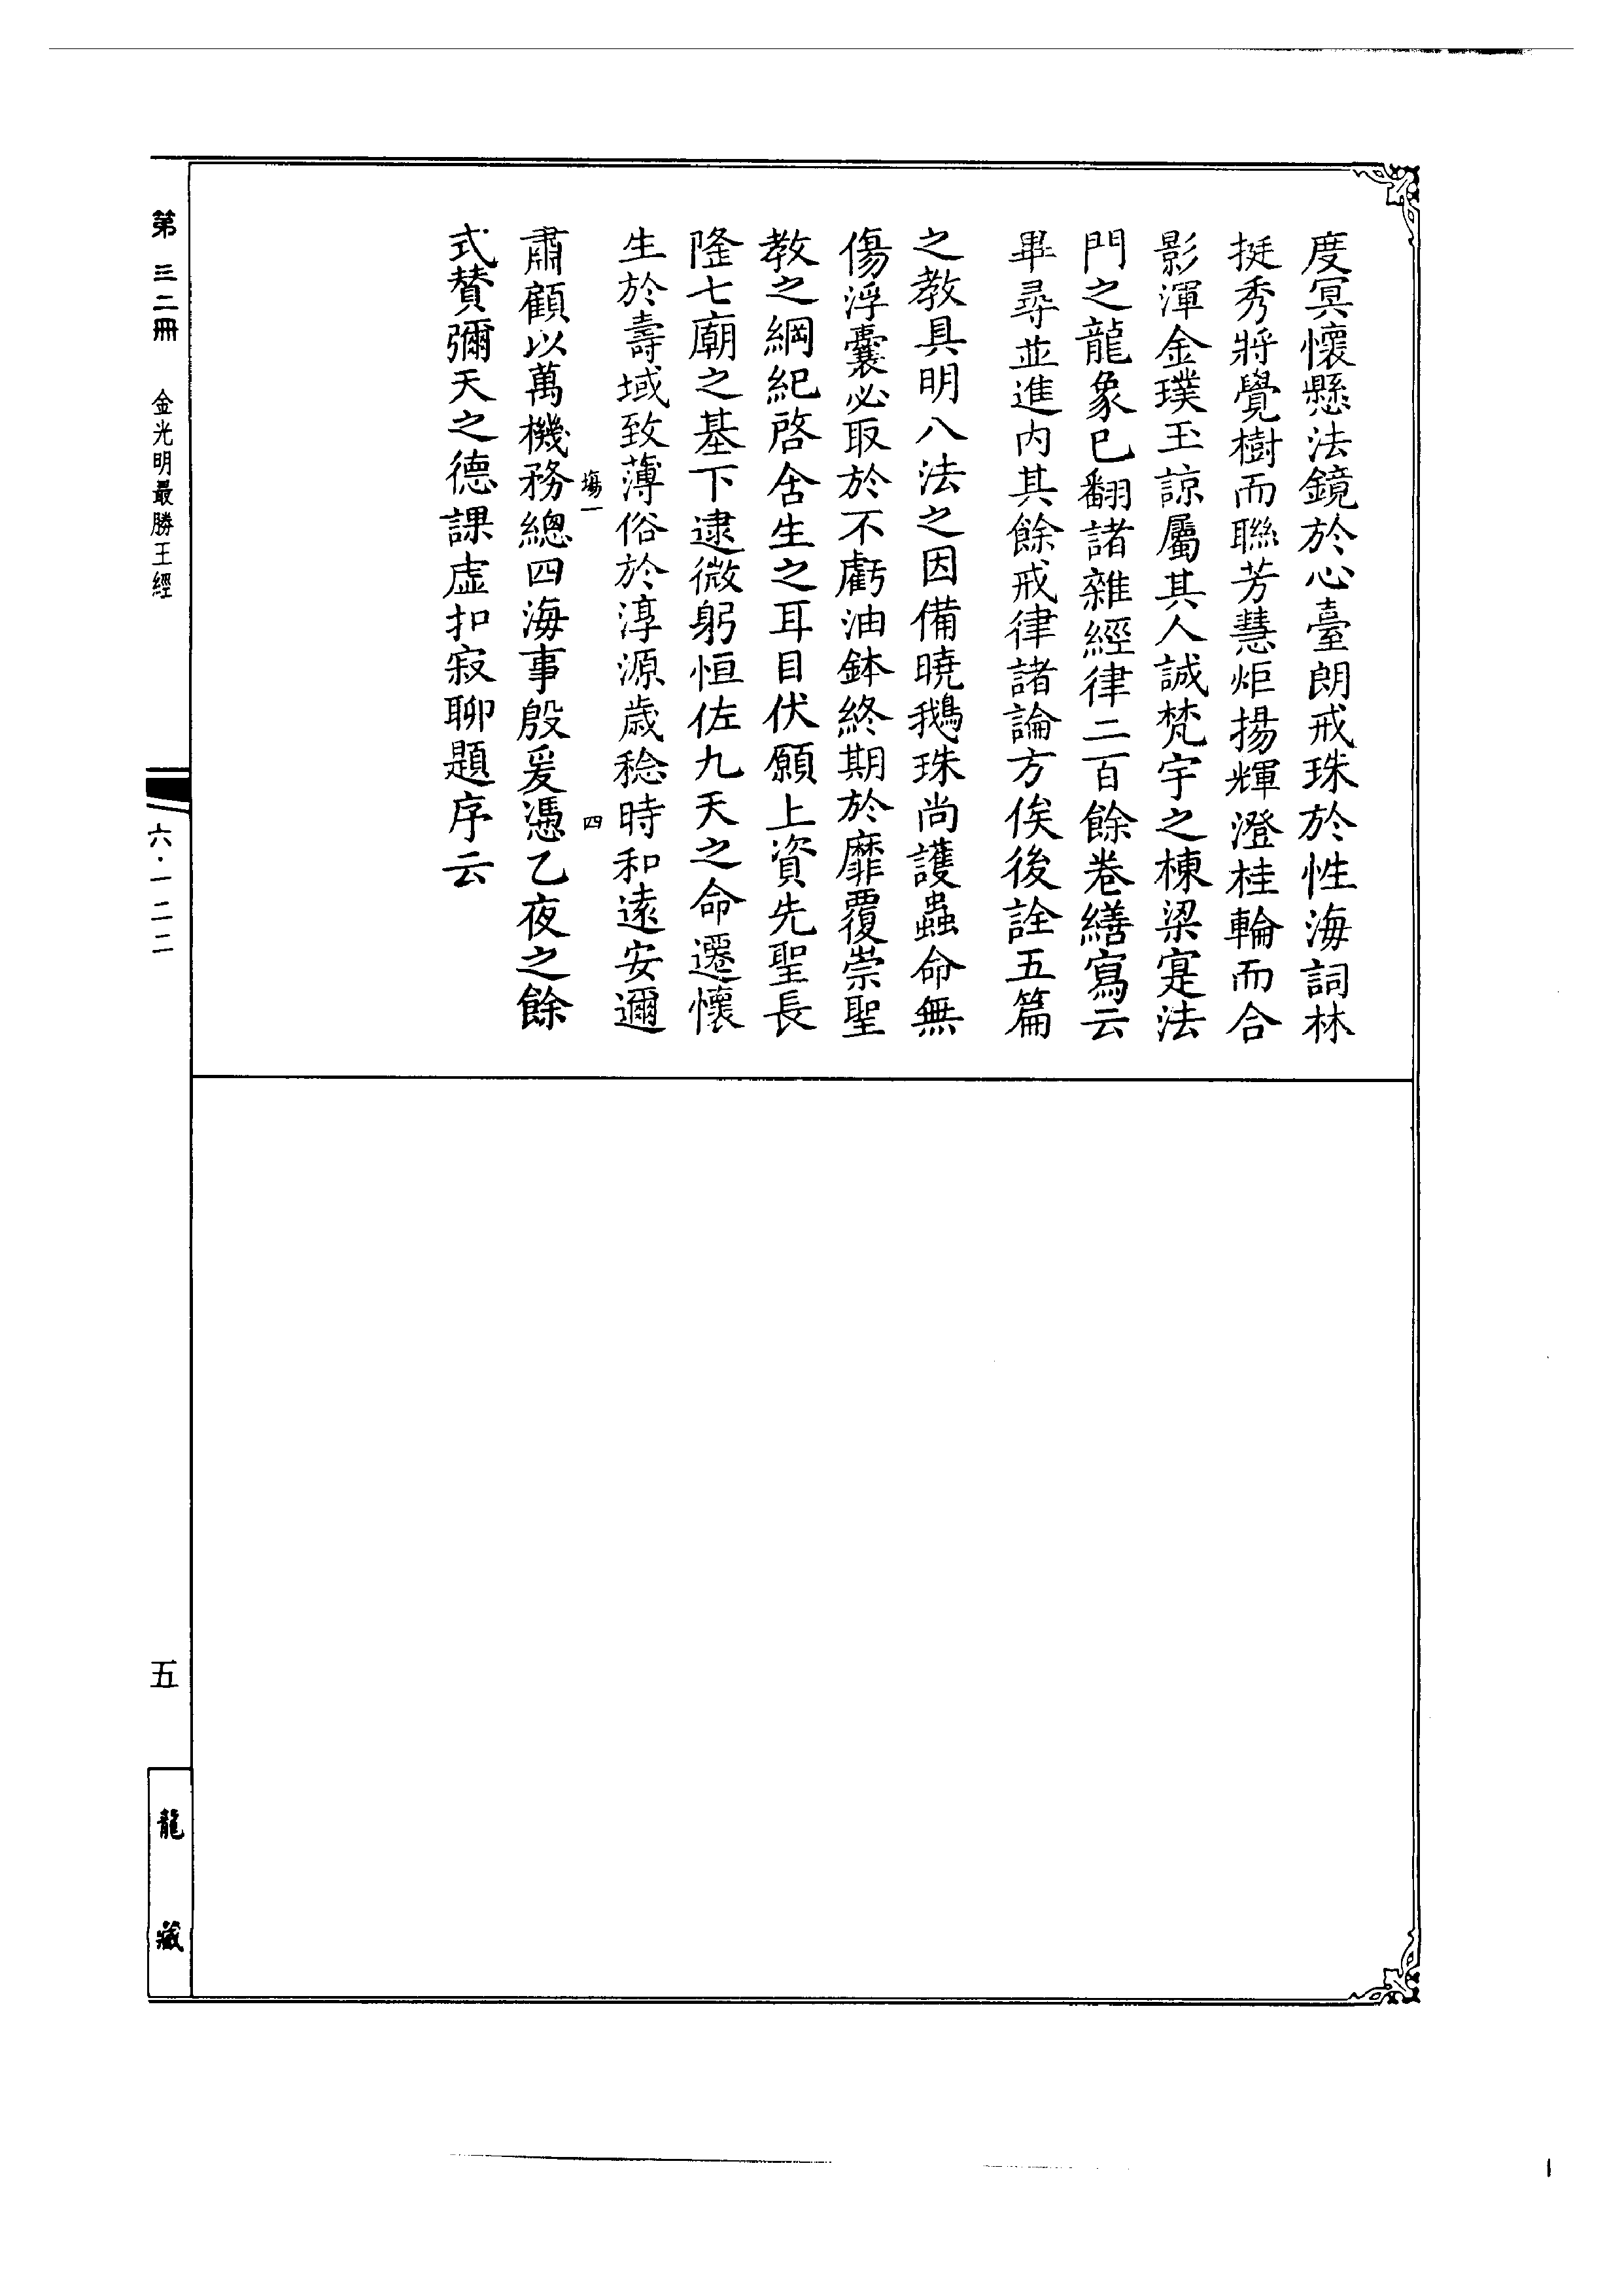 度冥懷懸法鏡於心臺朗戒珠於性海詞林
挺秀將覺樹而聯芳慧炬揚輝澄桂輪而合
影渾金璞玉諒屬其人誠梵宇之棟梁寔法
門之龍象已翻諸雜經律二百餘卷繕寫云
畢尋並進內其餘戒律諸論方俟後詮五篇
之教具明八法之因備曉鵝珠尚護蟲命無
傷浮囊必取於不虧油鉢終期於靡覆崇聖
教之綱紀啓含生之耳目伏願上資先聖長
隆七廟之基下逮微躬恒佐九天之命遷懷
生於壽域致薄俗於淳源歲稔時和遠安邇
塲一 四
肅顧以萬機務總四海事殷爰憑乙夜之餘
式賛彌天之德課虛扣寂聊題序云
第三二冊 金光明最勝王經 六·一二二 五 龍藏